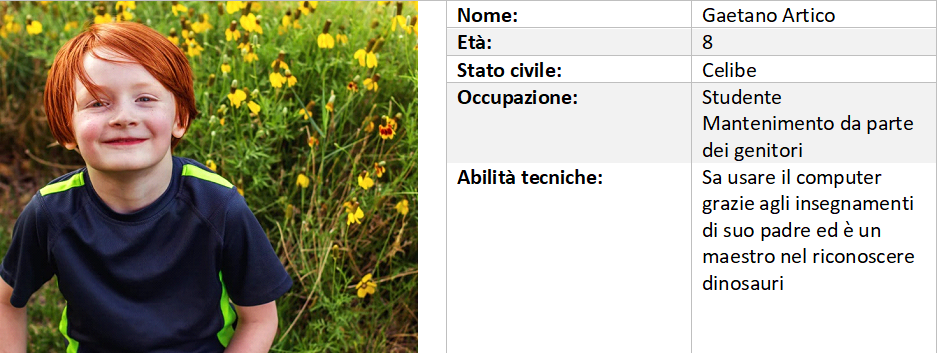 Nome: Gaetano Artico
Età: 8
Stato civile: Celibe
Occupazione: Studente
Mantenimento da parte
dei genitori
Abilità tecniche: Sa usare il computer
grazie agli insegnamenti
di suo padre ed è un
maestro nel riconoscere
dinosauri